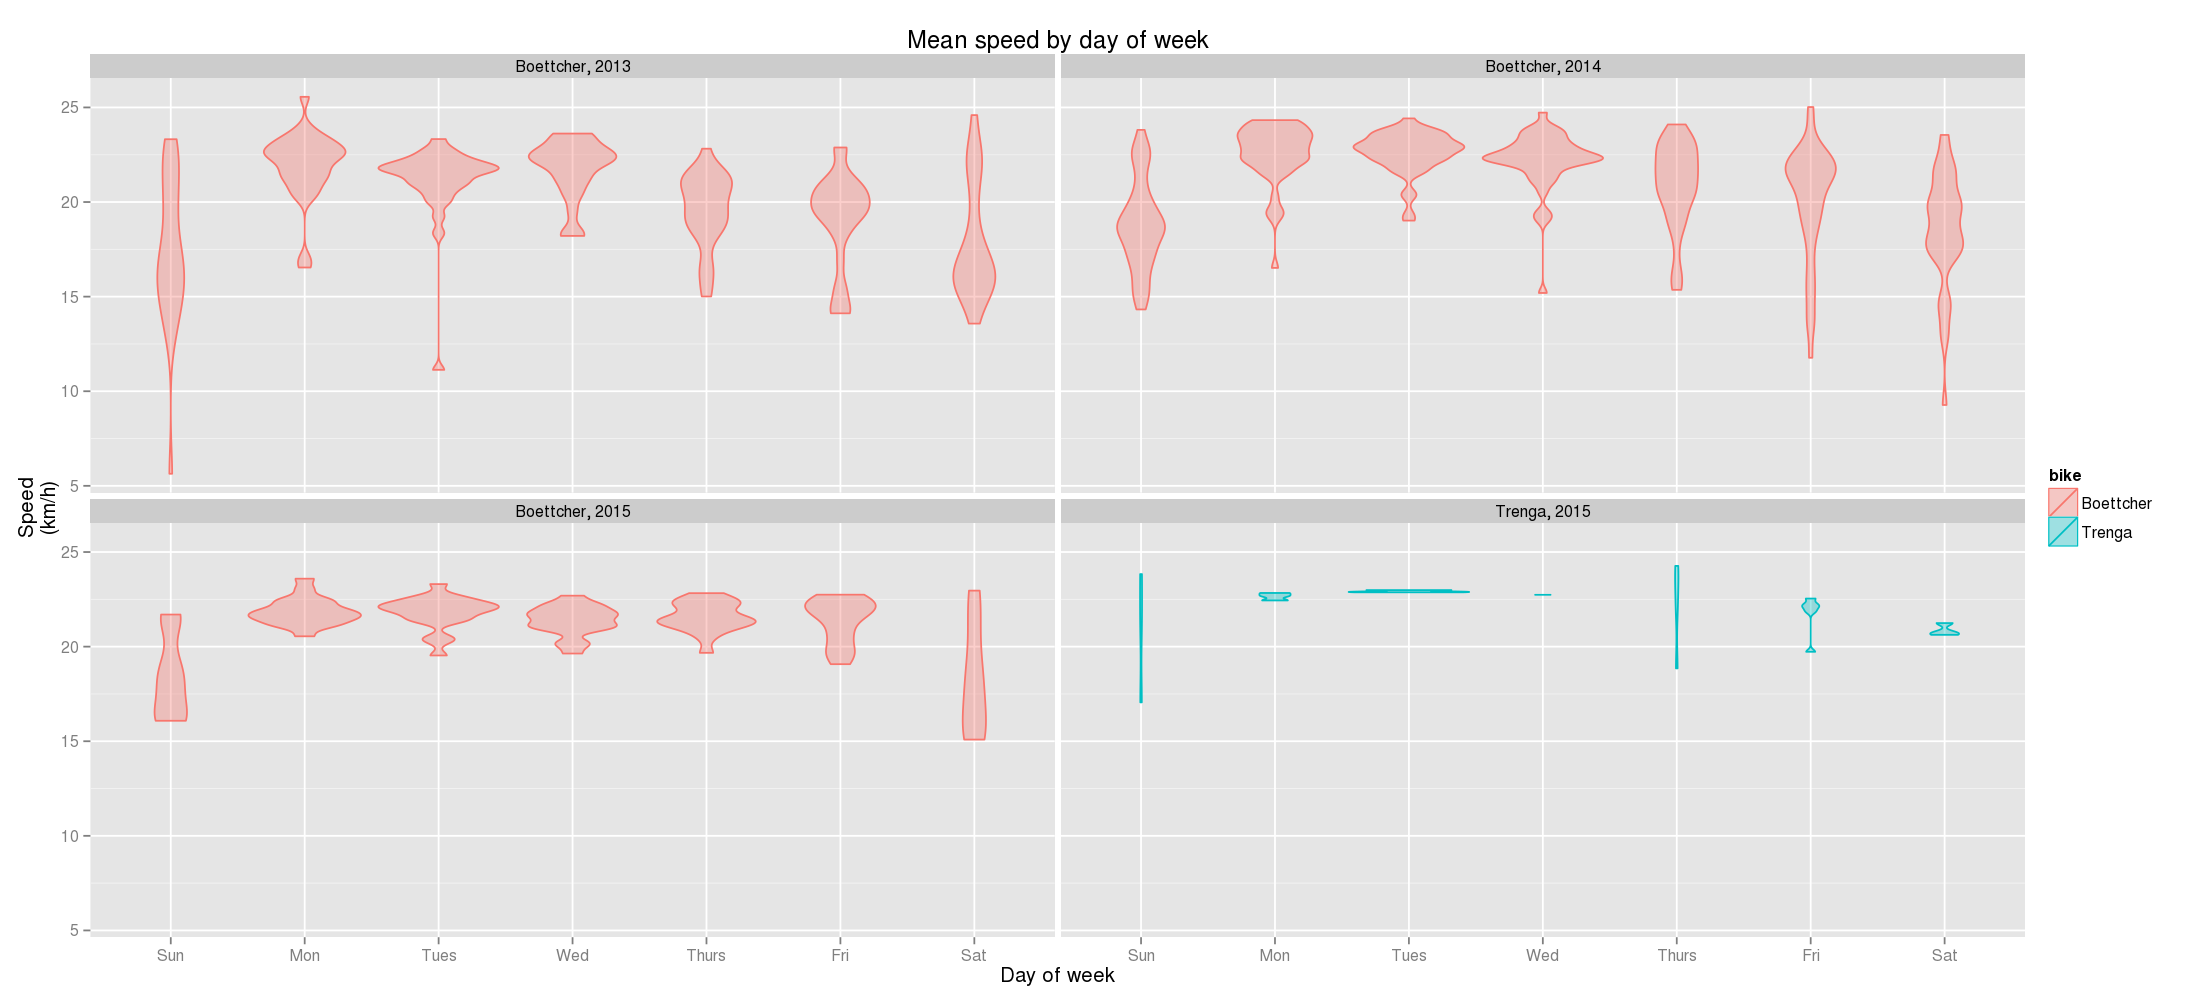 Mean speed by day of week
Boettcher, 2013
Boettcher, 2014
25
20
15
10
5
Boettcher, 2015
Trenga, 2015
25
20
15
10
5
Speed
(km/h)
Sun Mon Tues Wed Thurs Fri Sat
Sun Mon Tues Wed Thurs Fri Sat
Day of week
bike
Boettcher
Trenga